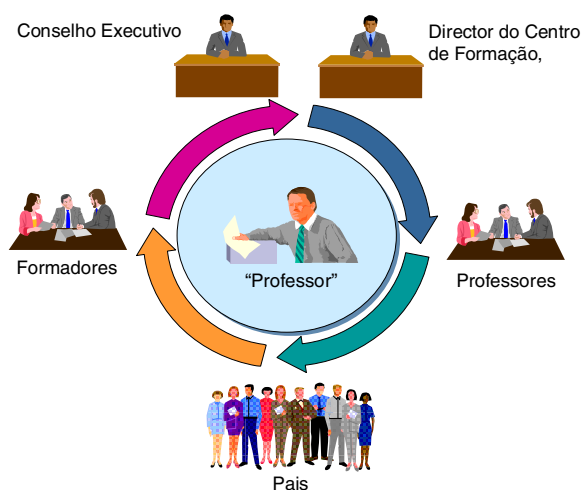 Conselho Executivo
Director do Centro
de Formação,
Formadores
“Professor”
Professores
Pais